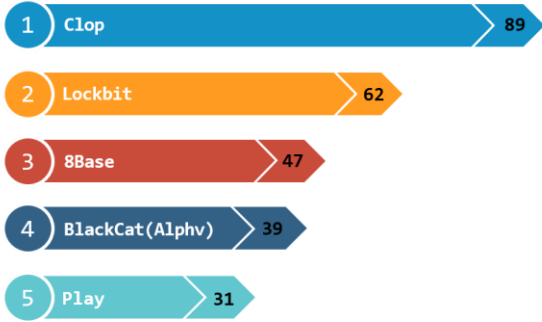 1 Clop 89
2 Lockbit 62
3 8Base 47
4 BlackCat(Alphv) 39
5 Play 31